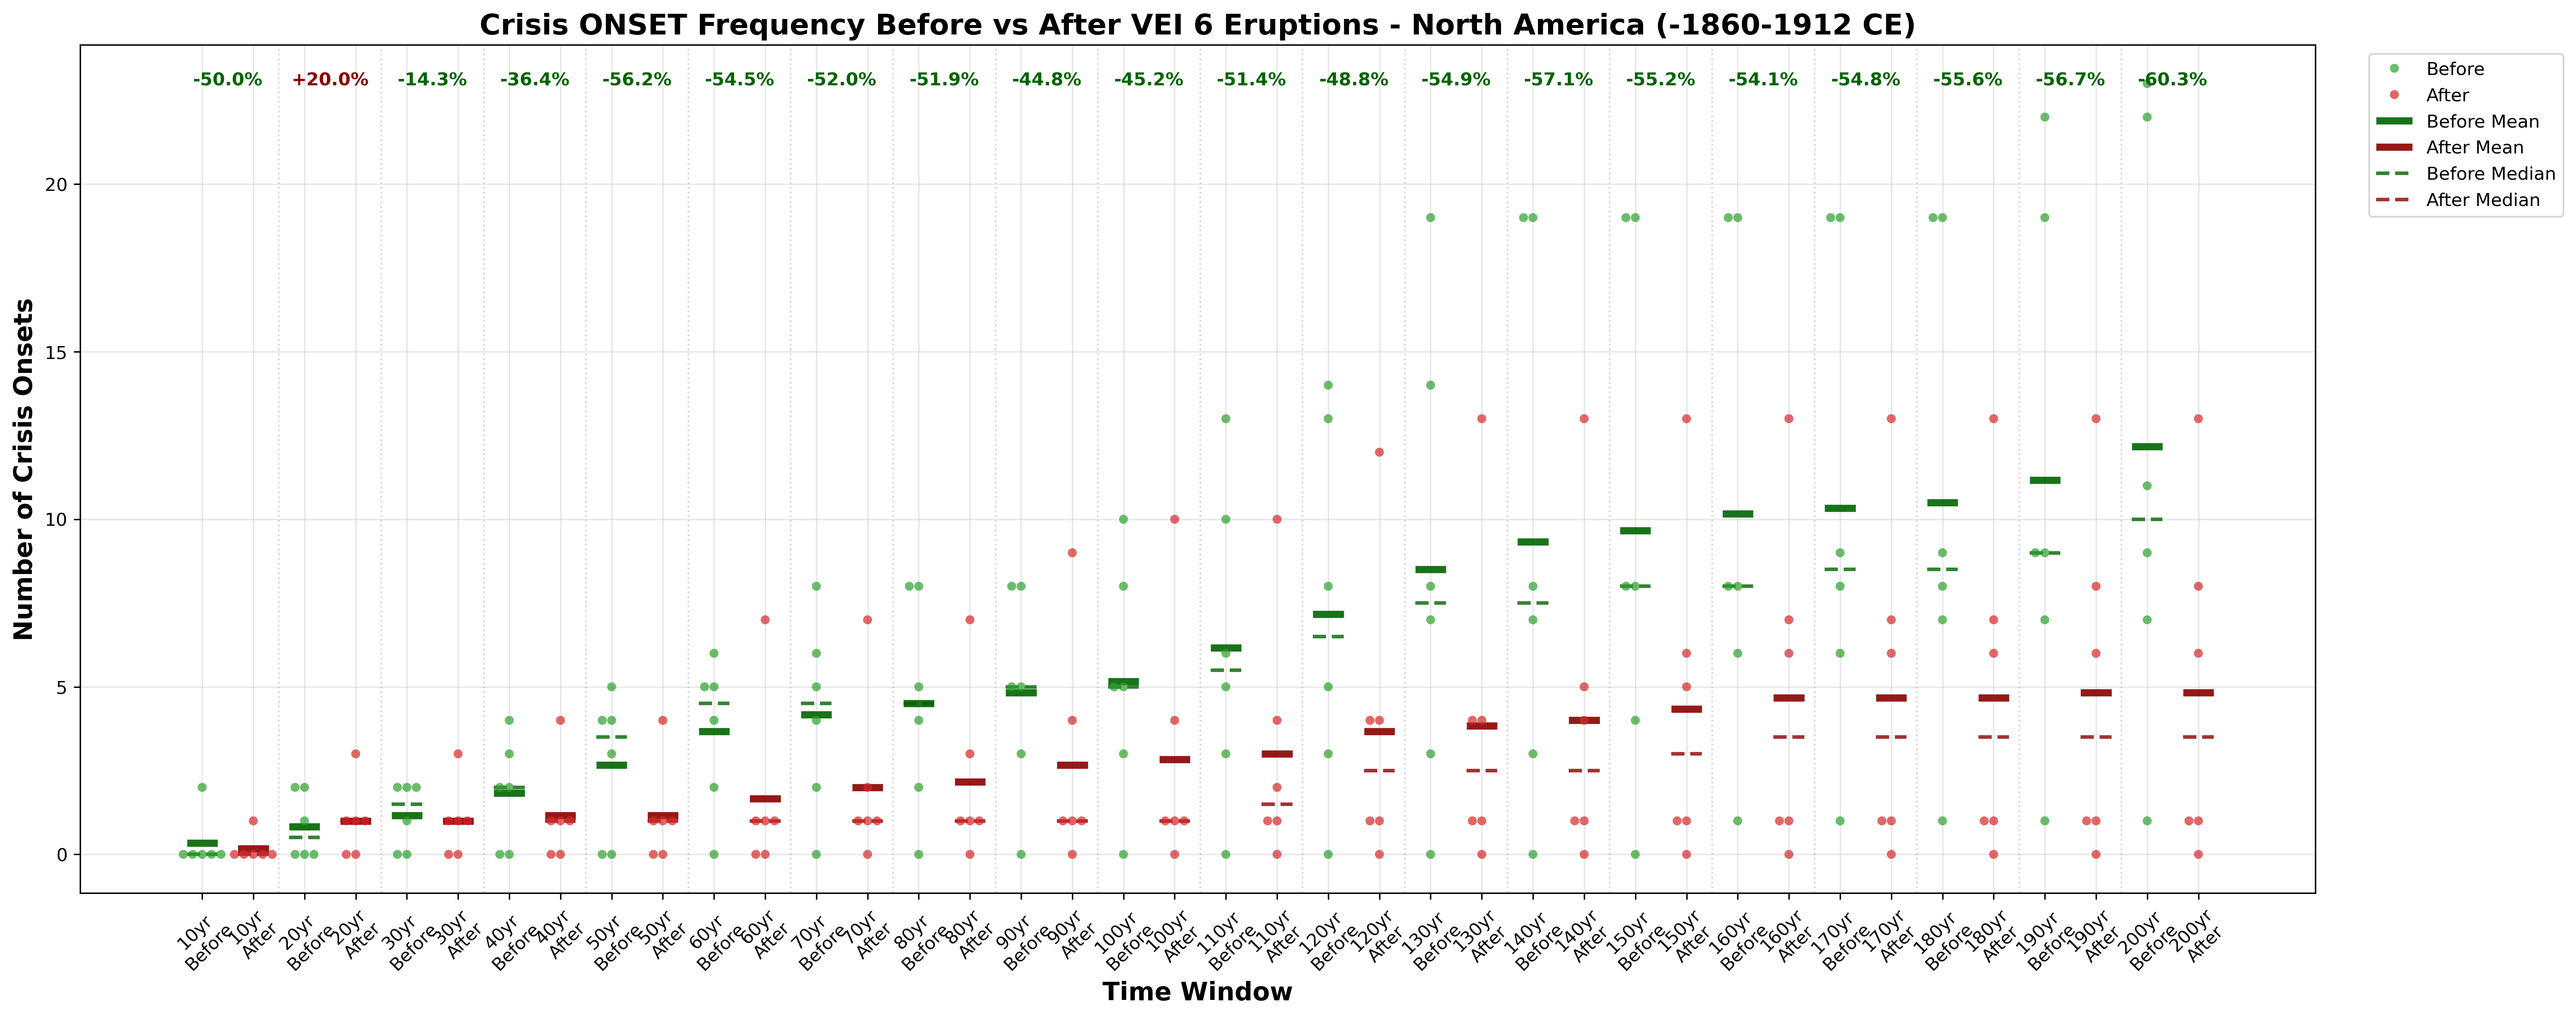 Crisis ONSET Frequency Before vs After VEI 6 Eruptions - North America (-1860-1912 CE)
-50.0% +20.0% -14.3% -36.4% -56.2% -54.5% -52.0% -51.9% -44.8% -45.2% -51.4% -48.8% -54.9% -57.1% -55.2% -54.1% -54.8% -55.6% -56.7% -60.3%
Before
After
Before Mean
After Mean
Before Median
After Median
Number of Crisis Onsets
20
15
10
5
0
10yr
Before
10yr
After
20yr
Before
20yr
After
30yr
Before
30yr
After
40yr
Before
40yr
After
50yr
Before
50yr
After
60yr
Before
60yr
After
70yr
Before
70yr
After
80yr
Before
80yr
After
90yr
Before
90yr
After
100yr
Before
100yr
After
110yr
Before
110yr
After
120yr
Before
120yr
After
130yr
Before
130yr
After
140yr
Before
140yr
After
150yr
Before
150yr
After
160yr
Before
160yr
After
170yr
Before
170yr
After
180yr
Before
180yr
After
190yr
Before
190yr
After
200yr
Before
200yr
After
Time Window